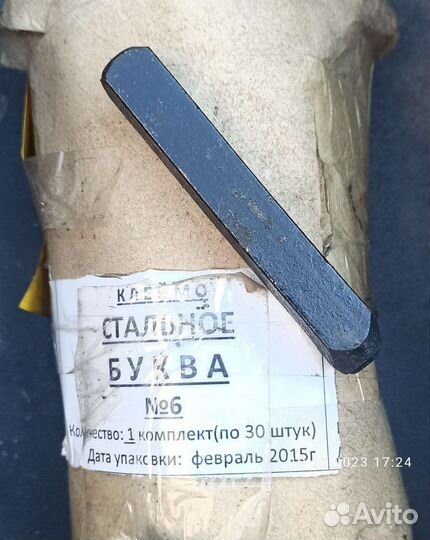 КЛЕЙМО
СТАЛЬНОЕ
БУКВА
№6
Количество: 1 комплект(по 30 штук)
Дата упаковки: февраль 2015г
2023 17:24
Avito